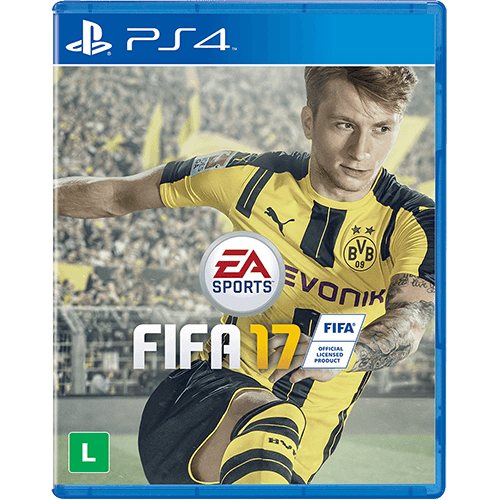 PS4
EA
SPORTS
FIFA 17
FIFA
OFFICIAL
LICENSED
PRODUCT
BVB
09
EVONIK
L